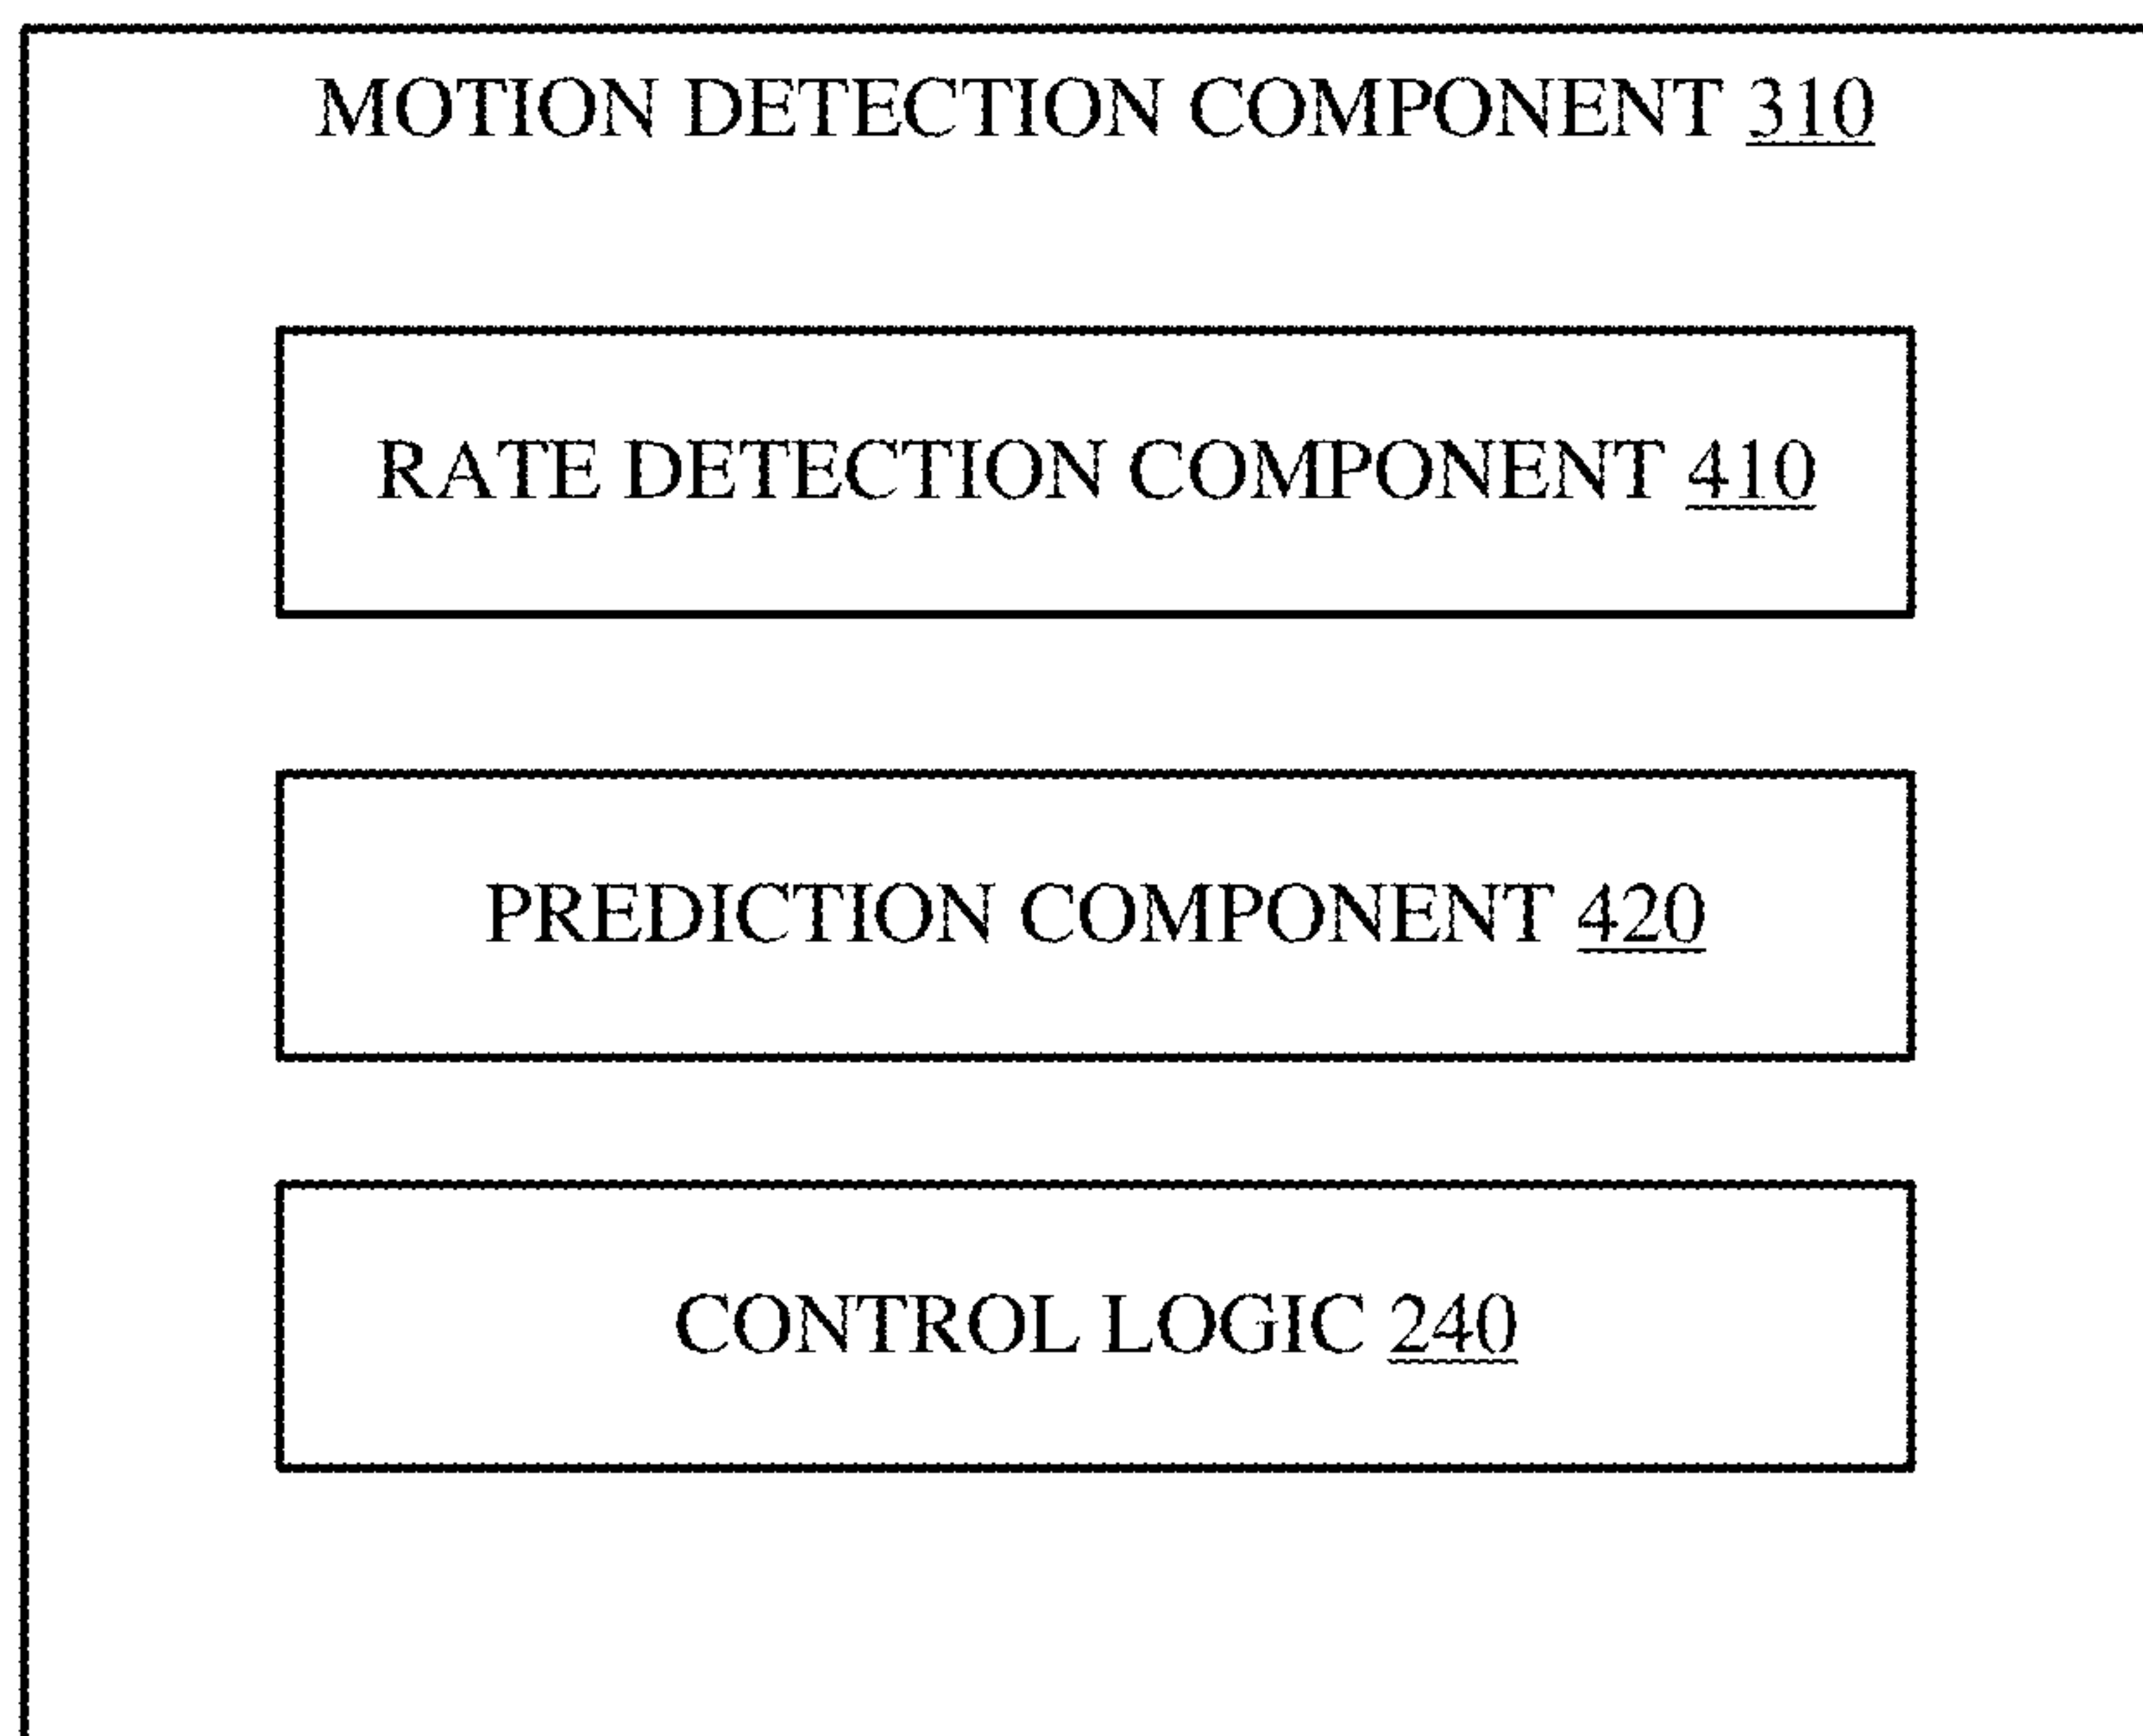 MOTION DETECTION COMPONENT 310
RATE DETECTION COMPONENT 410
PREDICTION COMPONENT 420
CONTROL LOGIC 240